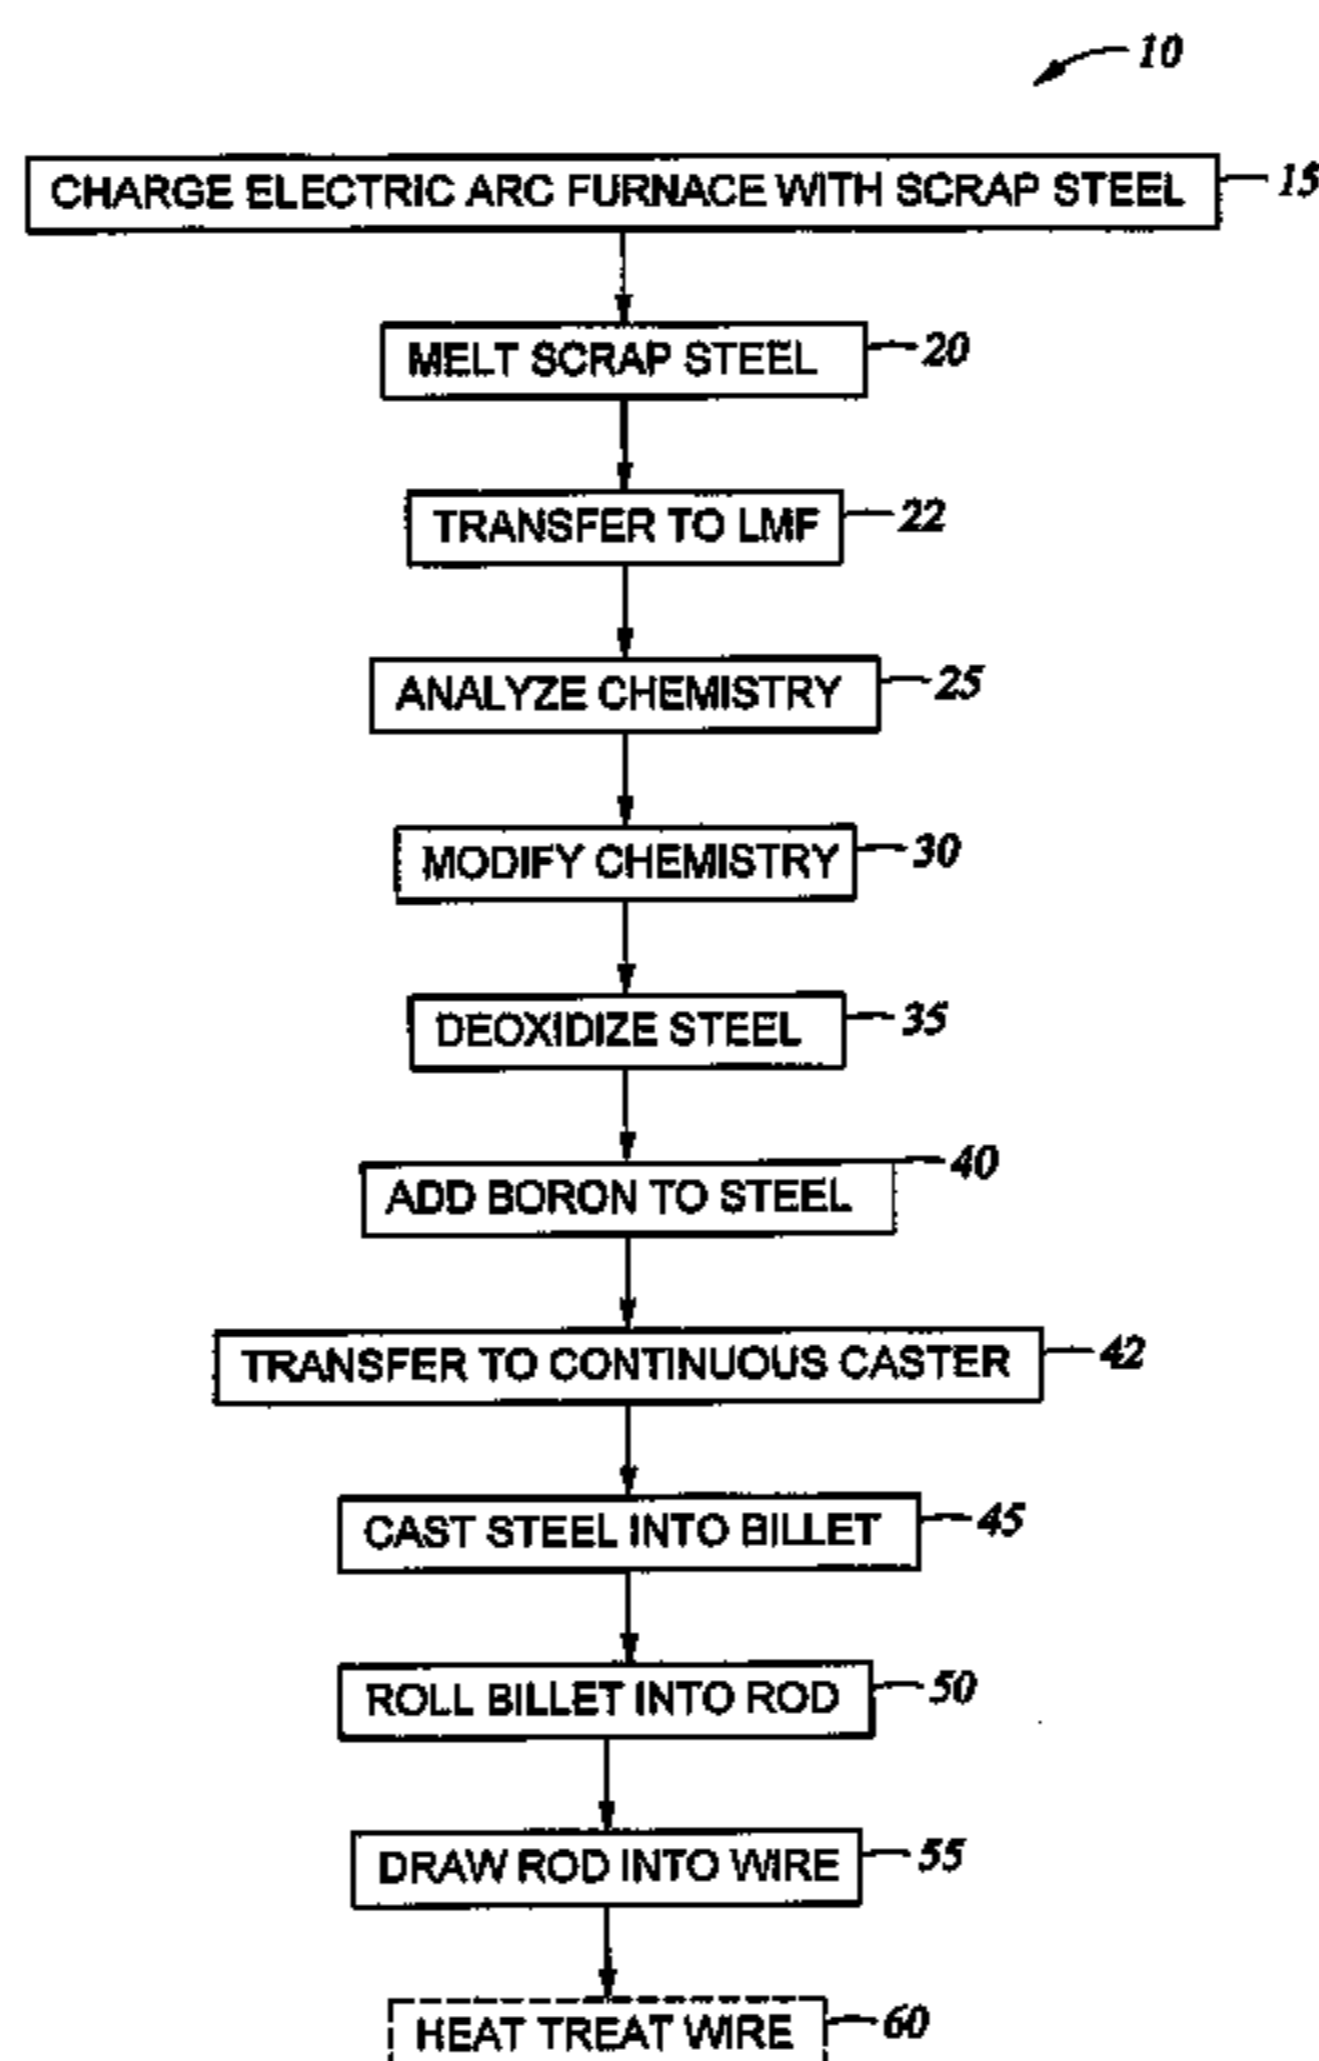 10
CHARGE ELECTRIC ARC FURNACE WITH SCRAP STEEL 15
MELT SCRAP STEEL 20
TRANSFER TO LMF 22
ANALYZE CHEMISTRY 25
MODIFY CHEMISTRY 30
DEOXIDIZE STEEL 35
ADD BORON TO STEEL 40
TRANSFER TO CONTINUOUS CASTER 42
CAST STEEL INTO BILLET 45
ROLL BILLET INTO ROD 50
DRAW ROD INTO WIRE 55
HEAT TREAT WIRE 60